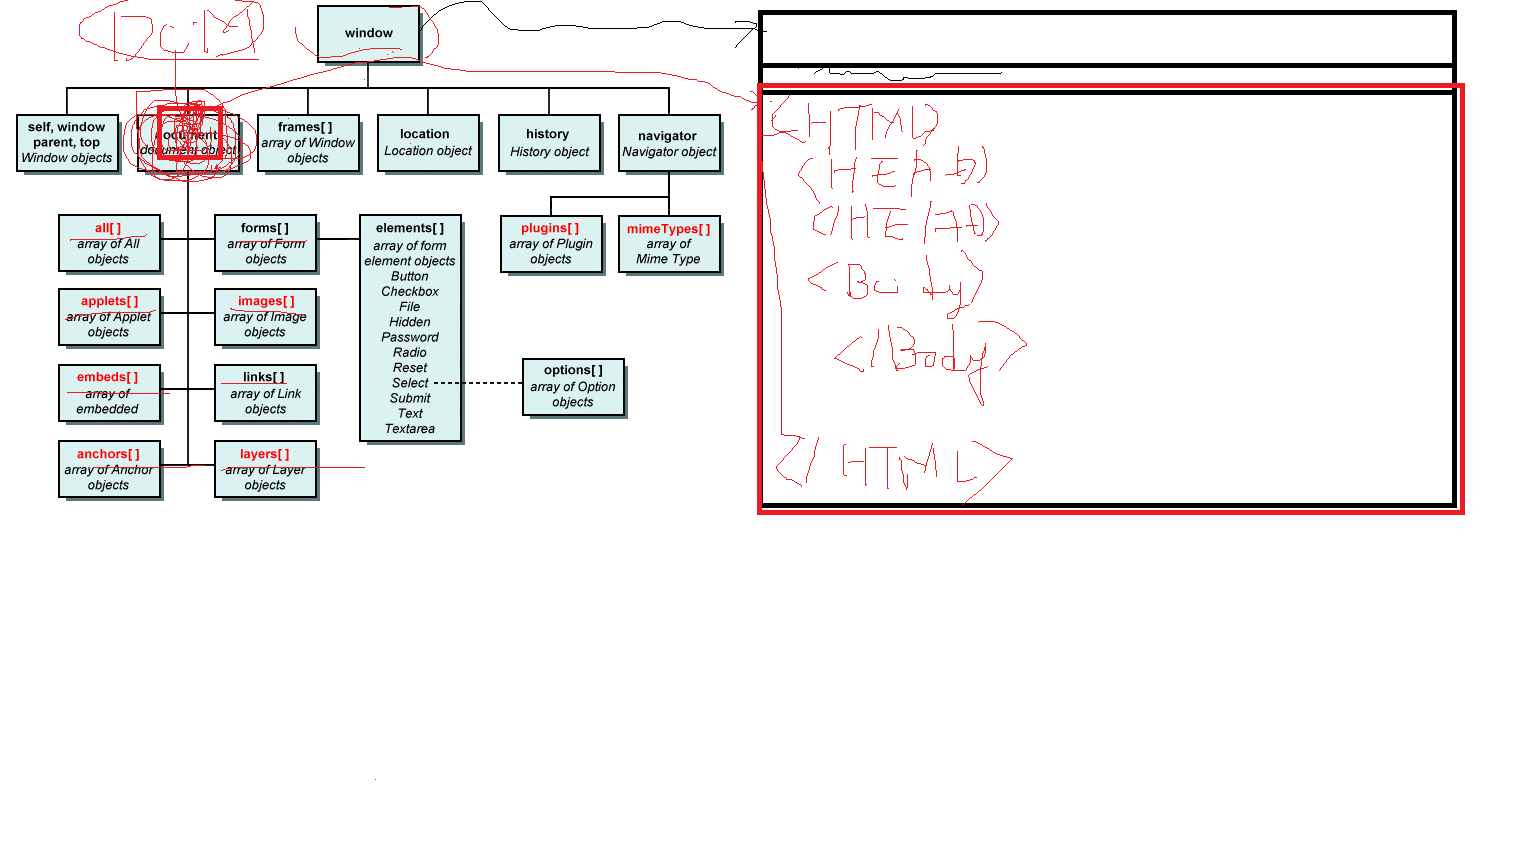 DOM
window
self, window
parent, top
Window objects
document
document object
frames[ ]
array of Window
objects
location
Location object
history
History object
navigator
Navigator object
all[ ]
array of All
objects
forms[ ]
array of Form
objects
elements[ ]
array of form
element objects
Button
Checkbox
File
Hidden
Password
Radio
Reset
Select
Submit
Text
Textarea
plugins[ ]
array of Plugin
objects
mimeTypes[ ]
array of
Mime Type
applets[ ]
array of Applet
objects
images[ ]
array of Image
objects
embeds[ ]
array of
embedded
links[ ]
array of Link
objects
options[ ]
array of Option
objects
anchors[ ]
array of Anchor
objects
layers[ ]
array of Layer
objects
<HTML>
<HEAD>
</HEAD>
<Body>
</Body>
</HTML>